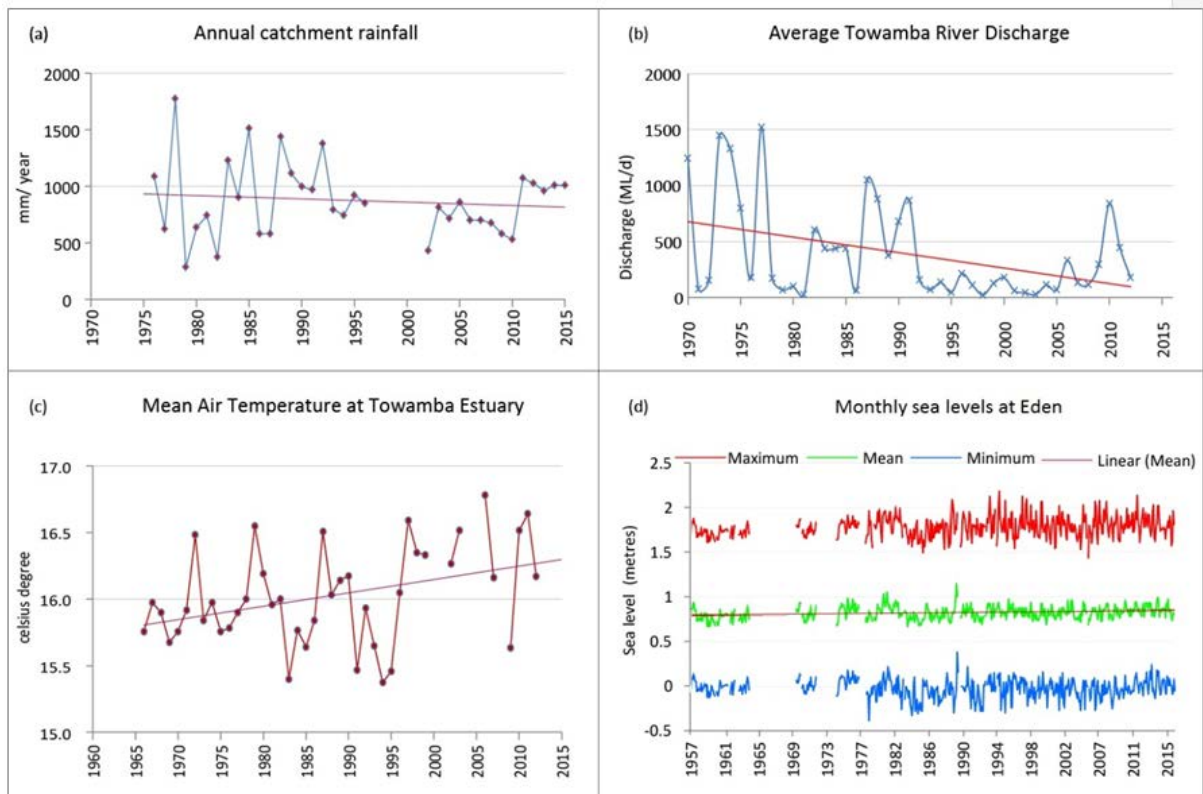 (a) Annual catchment rainfall
mm/ year
2000
1500
1000
500
0
1970 1975 1980 1985 1990 1995 2000 2005 2010 2015
(b) Average Towamba River Discharge
Discharge (ML/d)
2000
1500
1000
500
0
1970 1975 1980 1985 1990 1995 2000 2005 2010 2015
(c) Mean Air Temperature at Towamba Estuary
celsius degree
17.0
16.5
16.0
15.5
15.0
1960 1965 1970 1975 1980 1985 1990 1995 2000 2005 2010 2015
(d) Monthly sea levels at Eden
Maximum Mean Minimum Linear (Mean)
Sea level (metres)
2.5
2
1.5
1
0.5
0
-0.5
1957 1961 1965 1969 1973 1977 1982 1986 1990 1994 1998 2002 2007 2011 2015